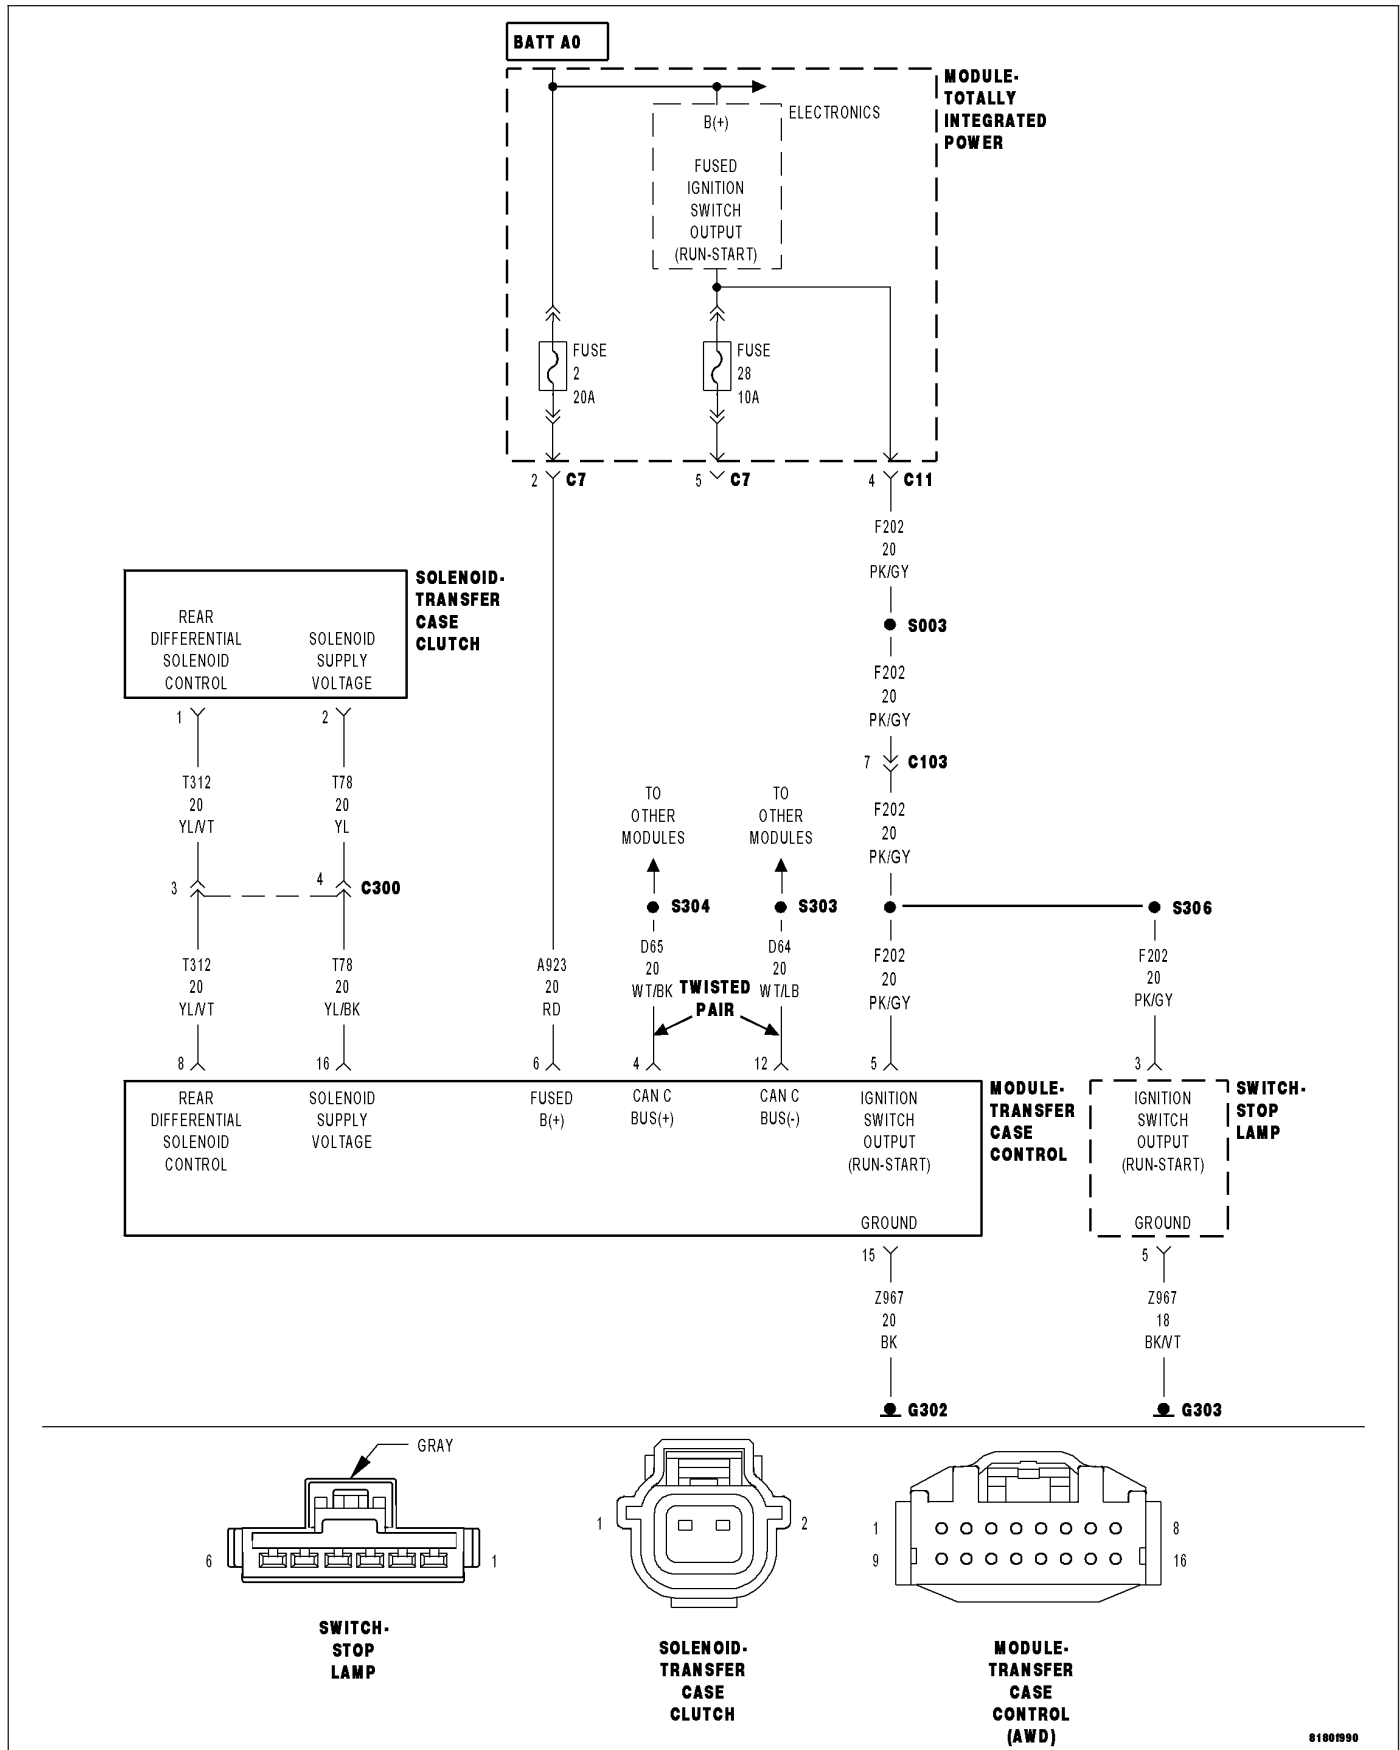 BATT A0
MODULE-
TOTALLY
INTEGRATED
POWER
ELECTRONICS
B(+)
FUSED
IGNITION
SWITCH
OUTPUT
(RUN-START)
FUSE
2
20A
FUSE
28
10A
2 C7
5 C7
4 C11
F202
20
PK/GY
S003
F202
20
PK/GY
7 C103
F202
20
PK/GY
SOLENOID-
TRANSFER
CASE
CLUTCH
REAR
DIFFERENTIAL
SOLENOID
CONTROL
SOLENOID
SUPPLY
VOLTAGE
1
2
T312
20
YL/VT
T78
20
YL
3
4
C300
T312
20
YL/VT
T78
20
YL/BK
A923
20
RD
TO
OTHER
MODULES
TO
OTHER
MODULES
S304
S303
S306
D65
20
WT/BK
TWISTED
PAIR
D64
20
WT/LB
F202
20
PK/GY
F202
20
PK/GY
8
16
6
4
12
5
3
REAR
DIFFERENTIAL
SOLENOID
CONTROL
SOLENOID
SUPPLY
VOLTAGE
FUSED
B(+)
CAN C
BUS(+)
CAN C
BUS(-)
IGNITION
SWITCH
OUTPUT
(RUN-START)
GROUND
MODULE-
TRANSFER
CASE
CONTROL
IGNITION
SWITCH
OUTPUT
(RUN-START)
GROUND
SWITCH-
STOP
LAMP
15
5
Z967
20
BK
Z967
18
BK/VT
G302
G303
GRAY
6
1
SWITCH-
STOP
LAMP
1
2
SOLENOID-
TRANSFER
CASE
CLUTCH
1
8
9
16
MODULE-
TRANSFER
CASE
CONTROL
(AWD)
81801990